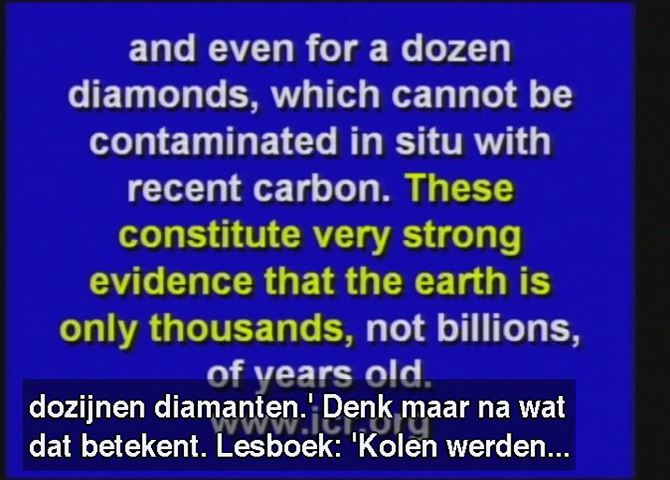 and even for a dozen
diamonds, which cannot be
contaminated in situ with
recent carbon. These
constitute very strong
evidence that the earth is
only thousands, not billions,
of years old.
www.icr.org
dozijnen diamanten.' Denk maar na wat
dat betekent. Lesboek: 'Kolen werden...